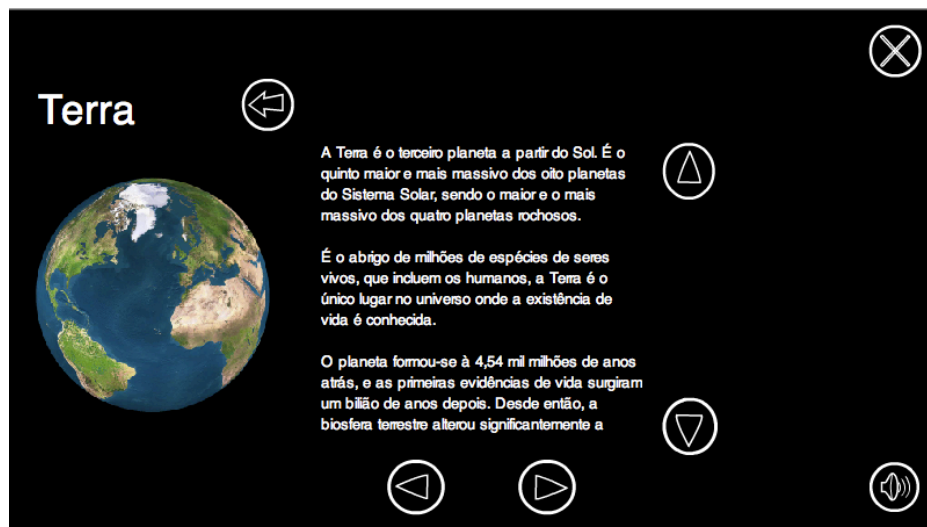 Terra
A Terra é o terceiro planeta a partir do Sol. É o
quinto maior e mais massivo dos oito planetas
do Sistema Solar, sendo o maior e o mais
massivo dos quatro planetas rochosos.
É o abrigo de milhões de espécies de seres
vivos, que incluem os humanos, a Terra é o
único lugar no universo onde a existência de
vida é conhecida.
O planeta formou-se à 4,54 mil milhões de anos
atrás, e as primeiras evidências de vida surgiram
um bilião de anos depois. Desde então, a
biosfera terrestre alterou significantemente a